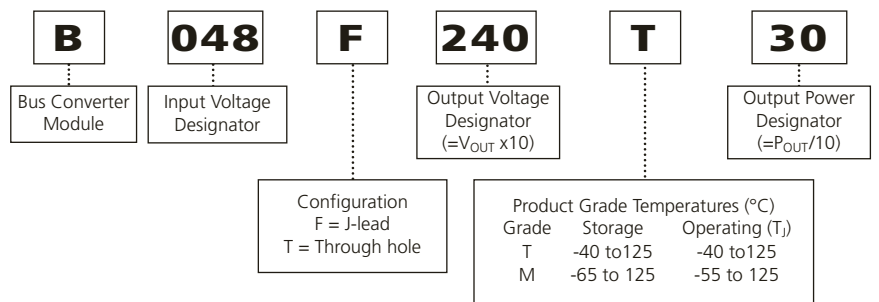 B 048 F 240 T 30
Bus Converter
Module
Input Voltage
Designator
Output Voltage
Designator
(=VOUT x10)
Output Power
Designator
(=POUT/10)
Configuration
F = J-lead
T = Through hole
Product Grade Temperatures (°C)
Grade Storage Operating (TJ)
T -40 to125 -40 to125
M -65 to 125 -55 to 125